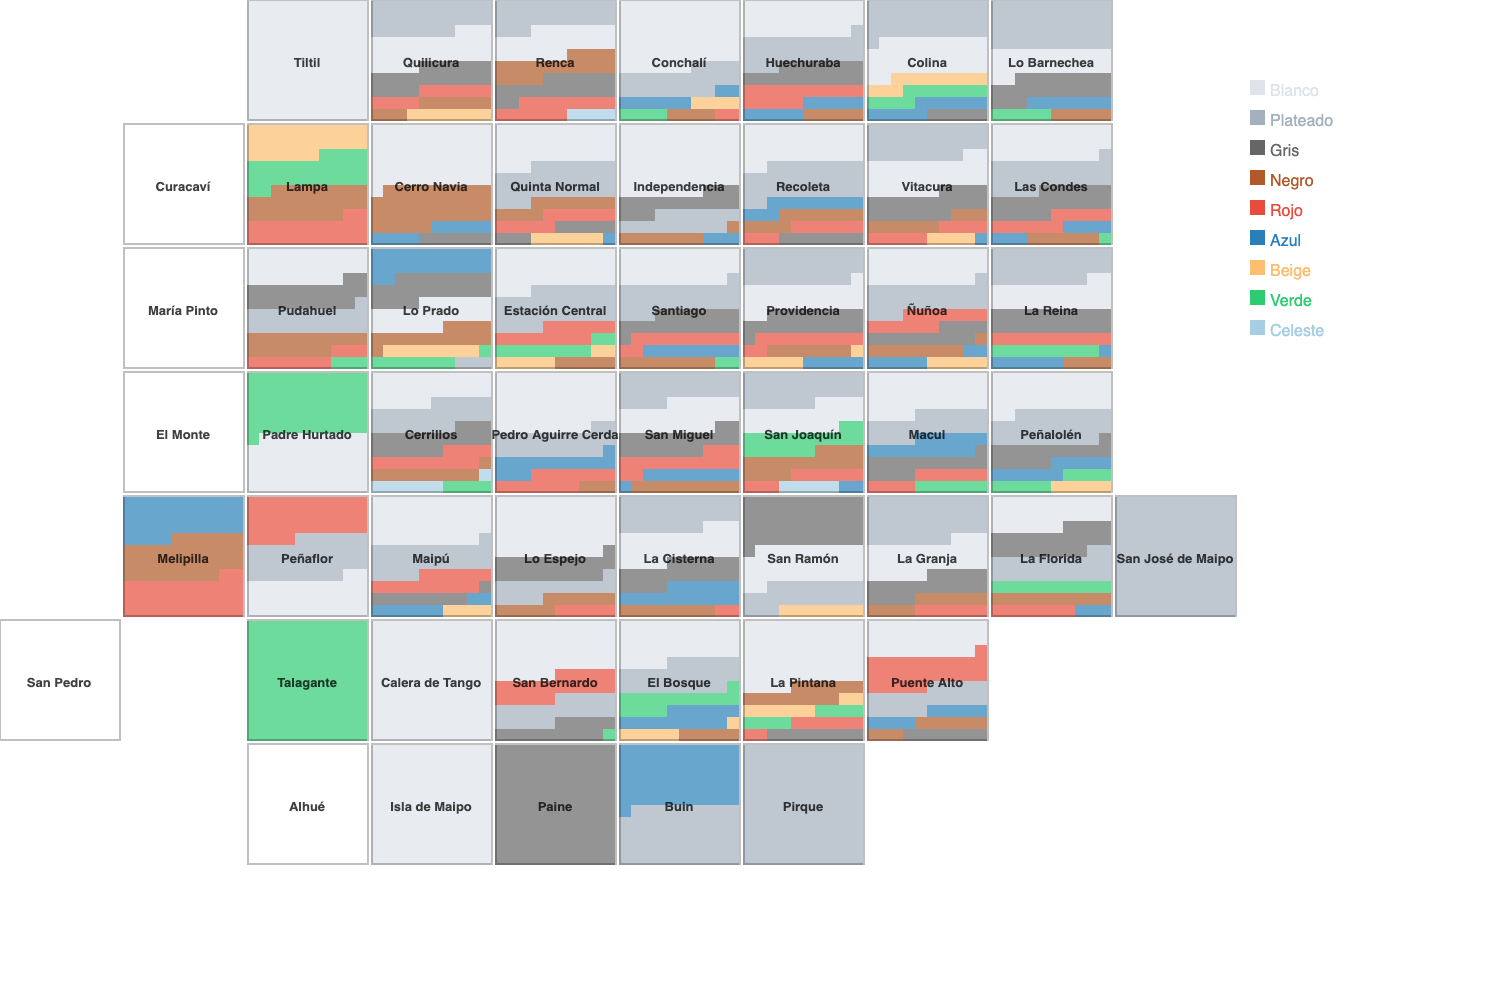 Tiltil
Quilicura
Renca
Conchalí
Huechuraba
Colina
Lo Barnechea
Curacaví
Lampa
Cerro Navia
Quinta Normal
Independencia
Recoleta
Vitacura
Las Condes
María Pinto
Pudahuel
Lo Prado
Estación Central
Santiago
Providencia
Ñuñoa
La Reina
El Monte
Padre Hurtado
Cerrillos
Pedro Aguirre Cerda
San Miguel
San Joaquín
Macul
Peñalolén
Melipilla
Peñaflor
Maipú
Lo Espejo
La Cisterna
San Ramón
La Granja
La Florida
San José de Maipo
San Pedro
Talagante
Calera de Tango
San Bernardo
El Bosque
La Pintana
Puente Alto
Alhué
Isla de Maipo
Paine
Buin
Pirque
Blanco
Plateado
Gris
Negro
Rojo
Azul
Beige
Verde
Celeste